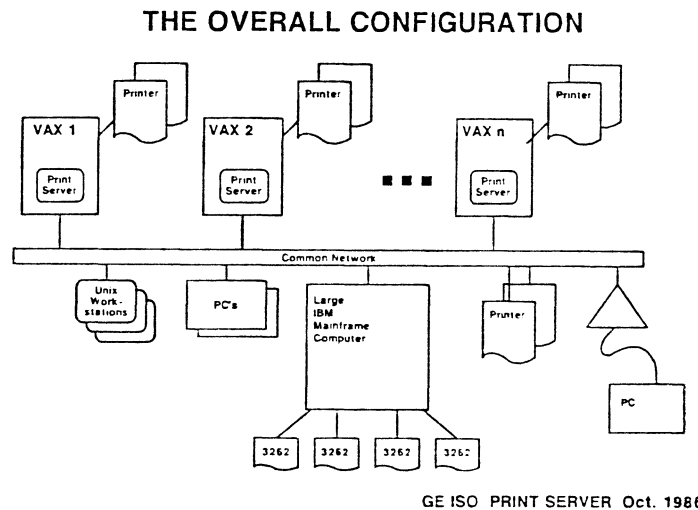 THE OVERALL CONFIGURATION
Printer
Printer
Printer
VAX 1
VAX 2
VAX n
Print
Server
Print
Server
Print
Server
Common Network
Unix
Work-
stations
PC's
Large
IBM
Mainframe
Computer
Printer
PC
3262
3262
3262
3262
GE ISO PRINT SERVER Oct. 1986